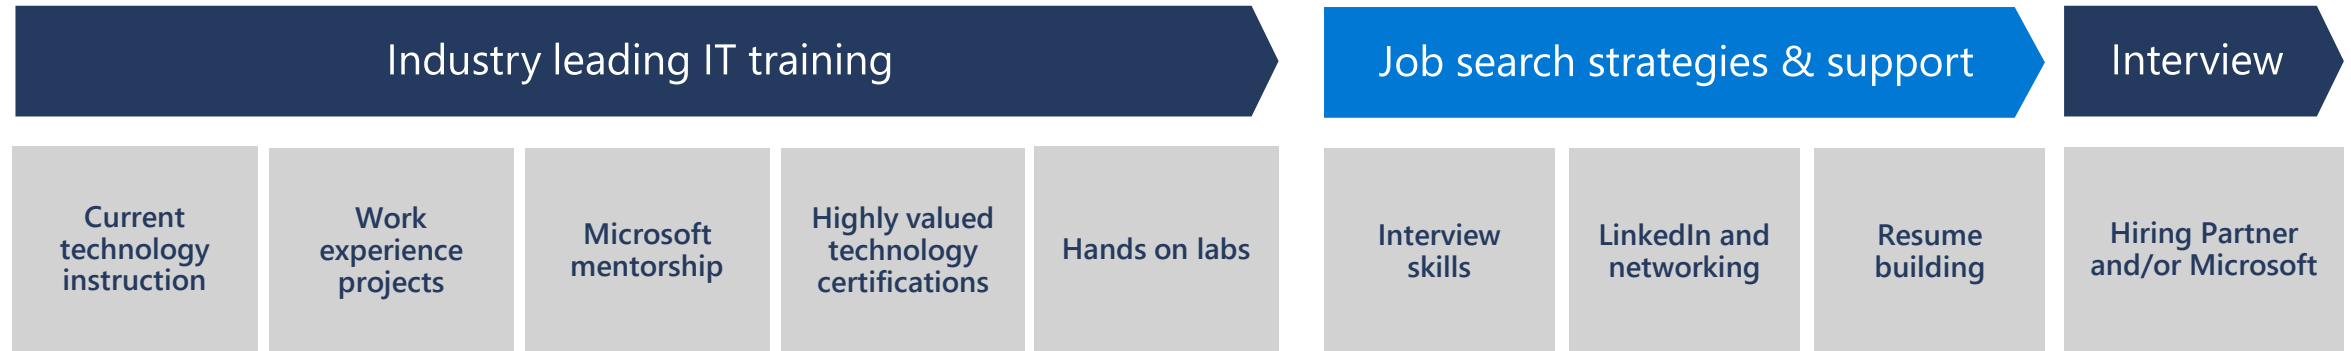 Industry leading IT training
Job search strategies & support
Interview
Current
technology
instruction
Work
experience
projects
Microsoft
mentorship
Highly valued
technology
certifications
Hands on labs
Interview
skills
LinkedIn and
networking
Resume
building
Hiring Partner
and/or Microsoft